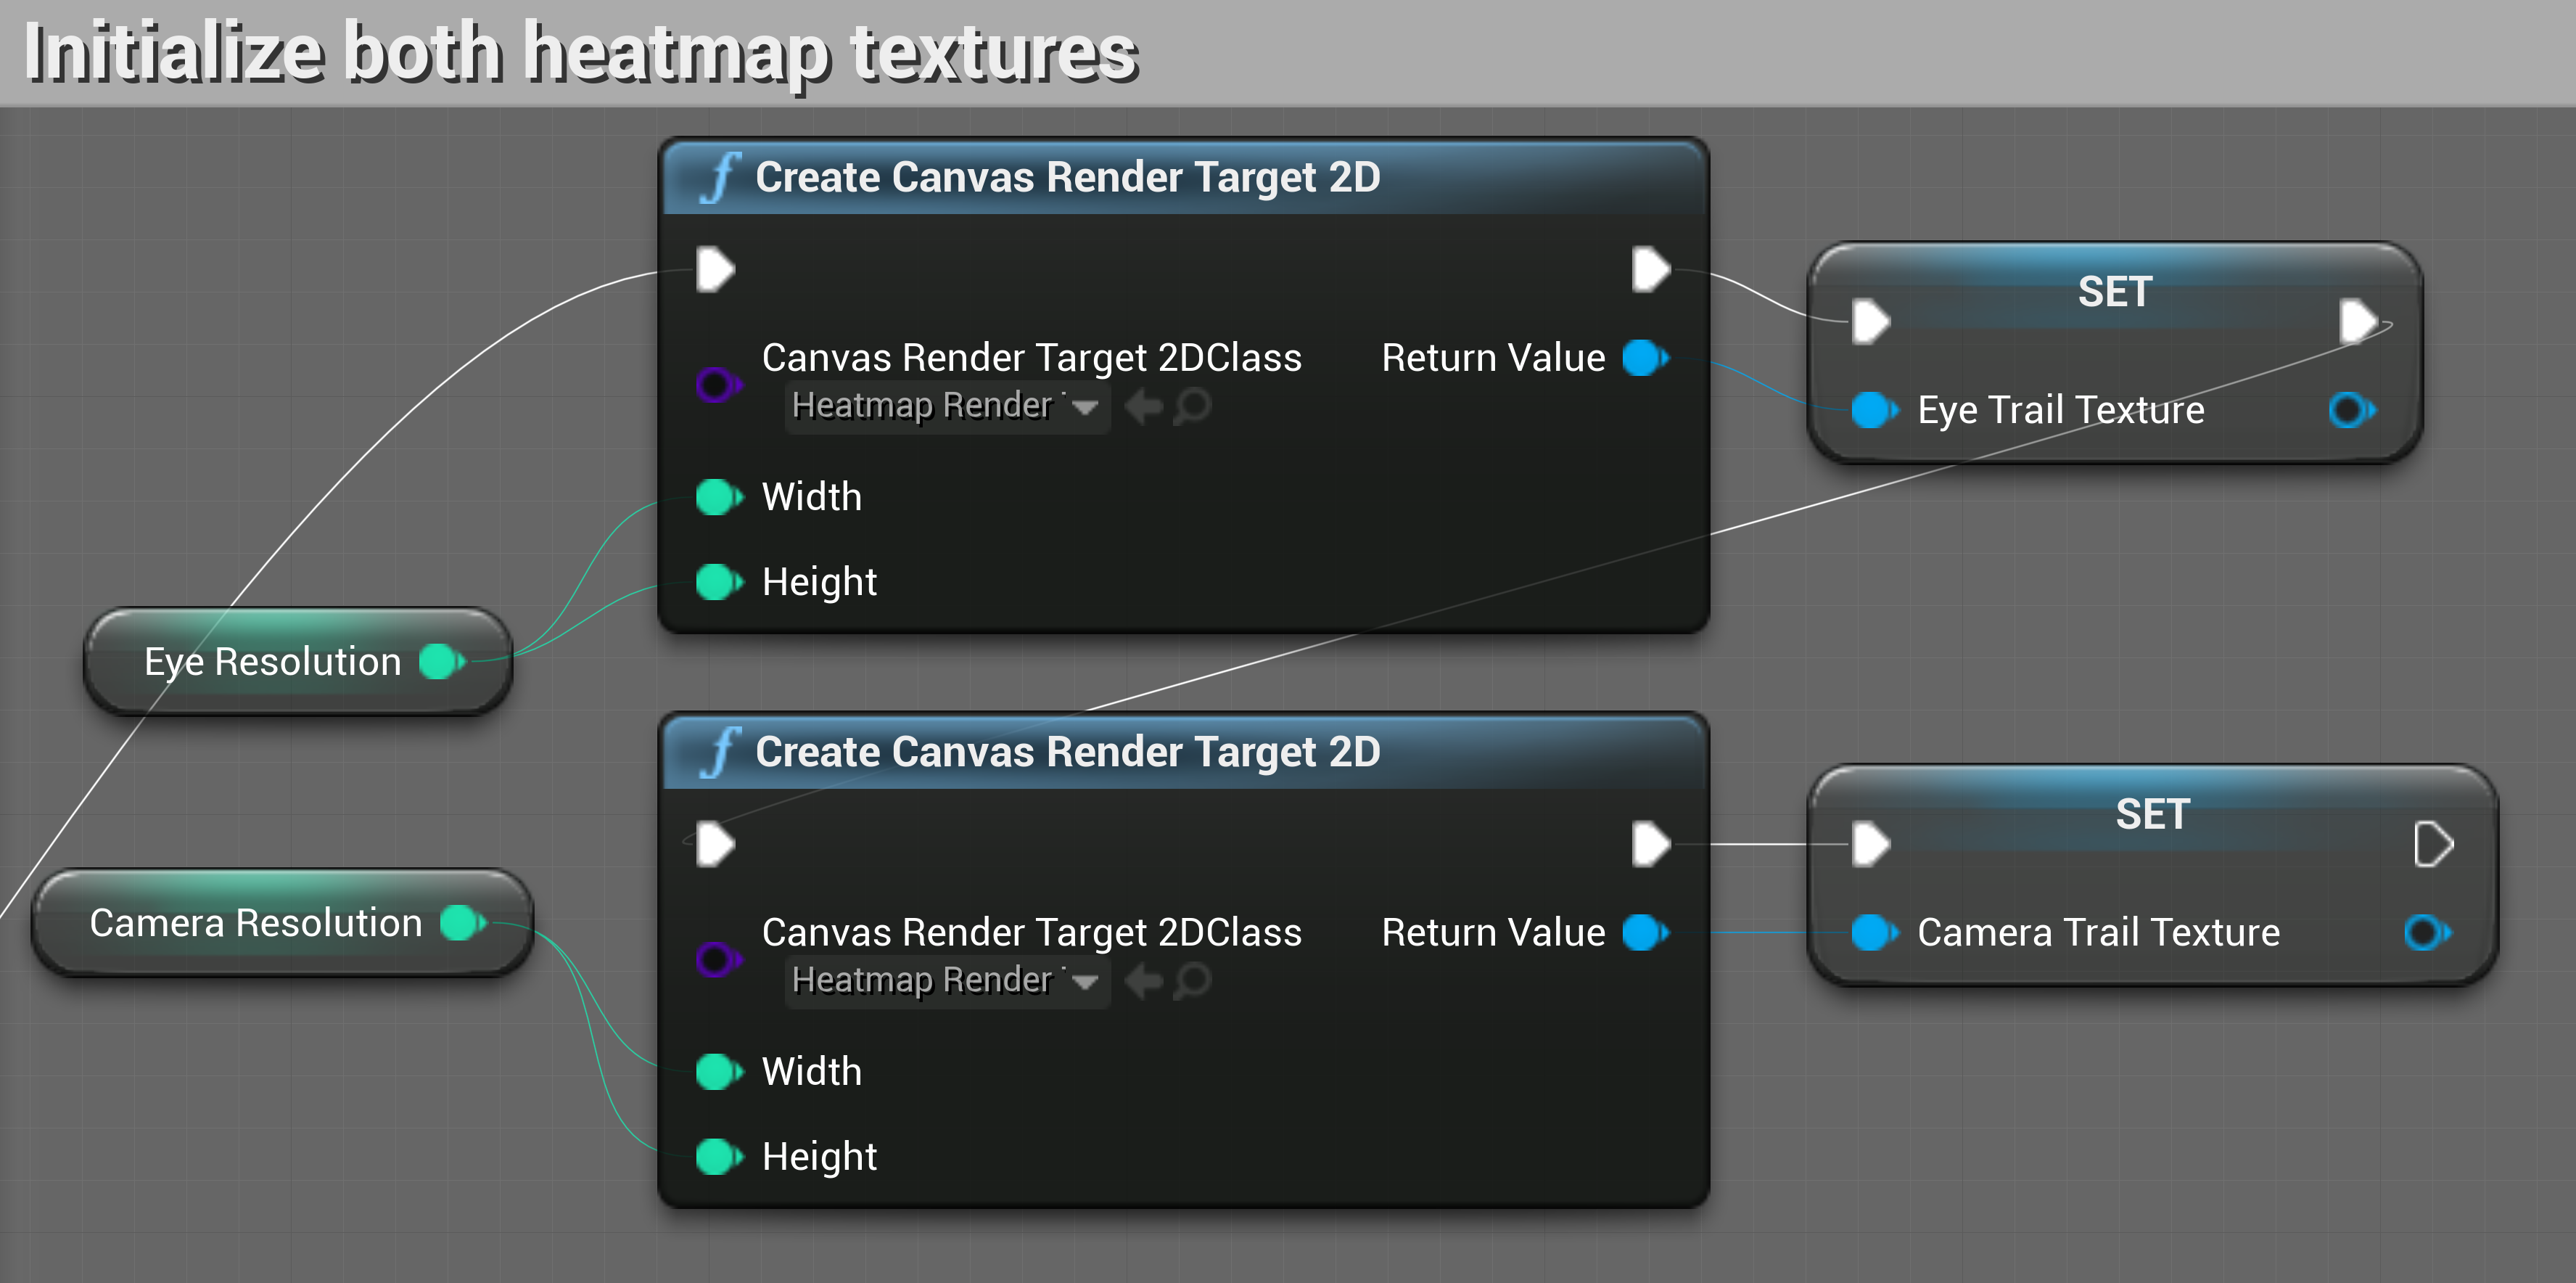 Initialize both heatmap textures
Create Canvas Render Target 2D
Canvas Render Target 2DClass
Return Value
Heatmap Render
Width
Height
SET
Eye Trail Texture
Eye Resolution
Create Canvas Render Target 2D
Canvas Render Target 2DClass
Return Value
Heatmap Render
Width
Height
SET
Camera Trail Texture
Camera Resolution